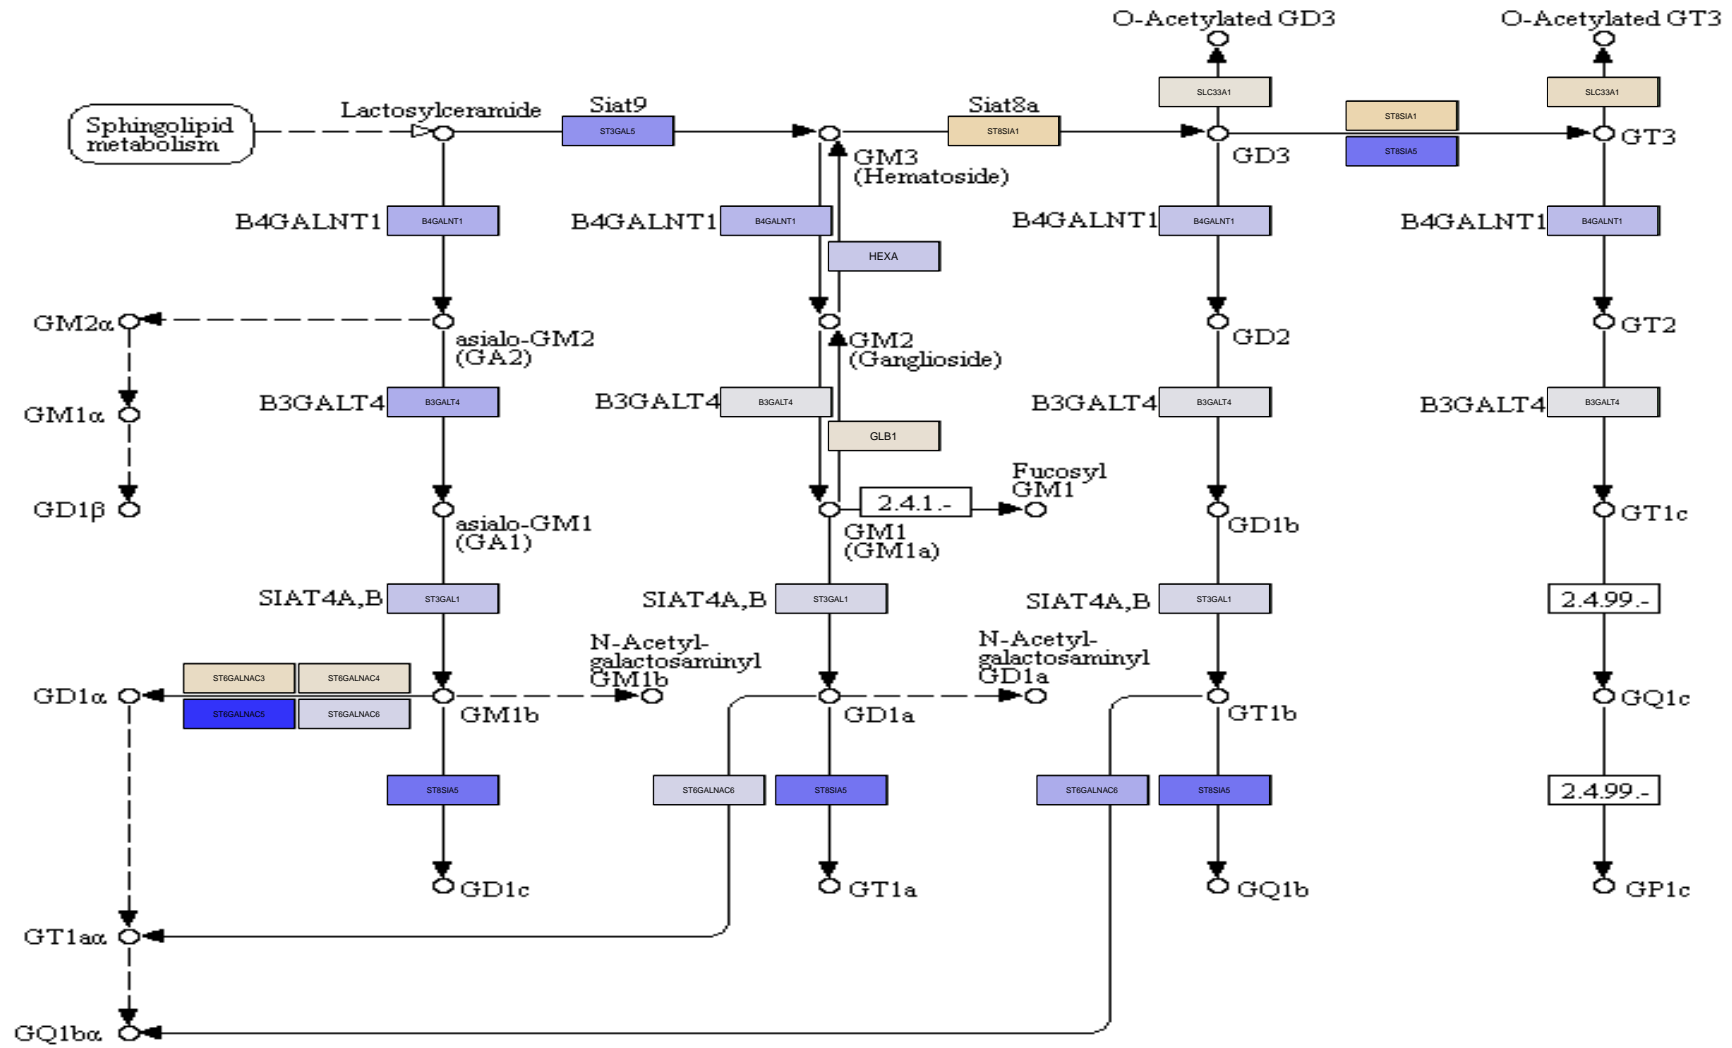 O-Acetylated GD3
O-Acetylated GT3
SLC33A1
SLC33A1
Sphingolipid
metabolism
Lactosylceramide
Siat9
ST3GAL5
Siat8a
ST8SIA1
ST8SIA1
ST8SIA5
GM3
(Hematoside)
GD3
GT3
B4GALNT1
B4GALNT1
B4GALNT1
B4GALNT1
B4GALNT1
B4GALNT1
B4GALNT1
B4GALNT1
HEXA
GM2α
asialo-GM2
(GA2)
GM2
(Ganglioside)
GD2
GT2
B3GALT4
B3GALT4
B3GALT4
B3GALT4
B3GALT4
B3GALT4
B3GALT4
B3GALT4
GM1α
GLB1
GD1β
asialo-GM1
(GA1)
2.4.1.-
Fucosyl
GM1
GM1
(GM1a)
GD1b
GT1c
SIAT4A,B
ST3GAL1
SIAT4A,B
ST3GAL1
SIAT4A,B
ST3GAL1
2.4.99.-
N-Acetyl-
galactosaminyl
GM1b
N-Acetyl-
galactosaminyl
GD1a
ST6GALNAC3
ST6GALNAC4
ST6GALNAC5
ST6GALNAC6
GD1α
GM1b
GD1a
GT1b
GQ1c
ST8SIA5
ST6GALNAC6
ST8SIA5
ST6GALNAC6
ST8SIA5
2.4.99.-
GD1c
GT1a
GQ1b
GP1c
GT1aα
GQ1bα